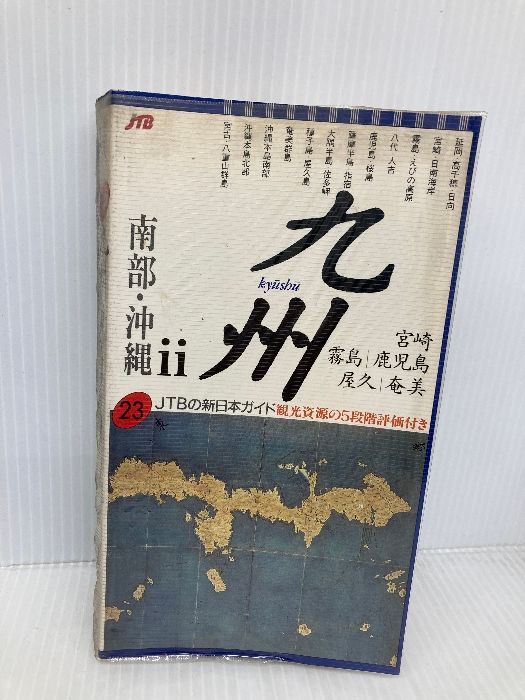 JTB
延岡 高千穂・日向
宮崎 日南海岸
霧島・えびの高原
八代 人吉
鹿児島 桜島
薩摩半島 指宿
大隅半島 佐多岬
種子島 屋久島
奄美群島
沖縄本島南部
沖縄本島北部
宮古 八重山群島
九州
kyūshū
南部・沖縄
ii
宮崎
霧島|鹿児島
屋久|奄美
23
JTBの新日本ガイド観光資源の5段階評価付き